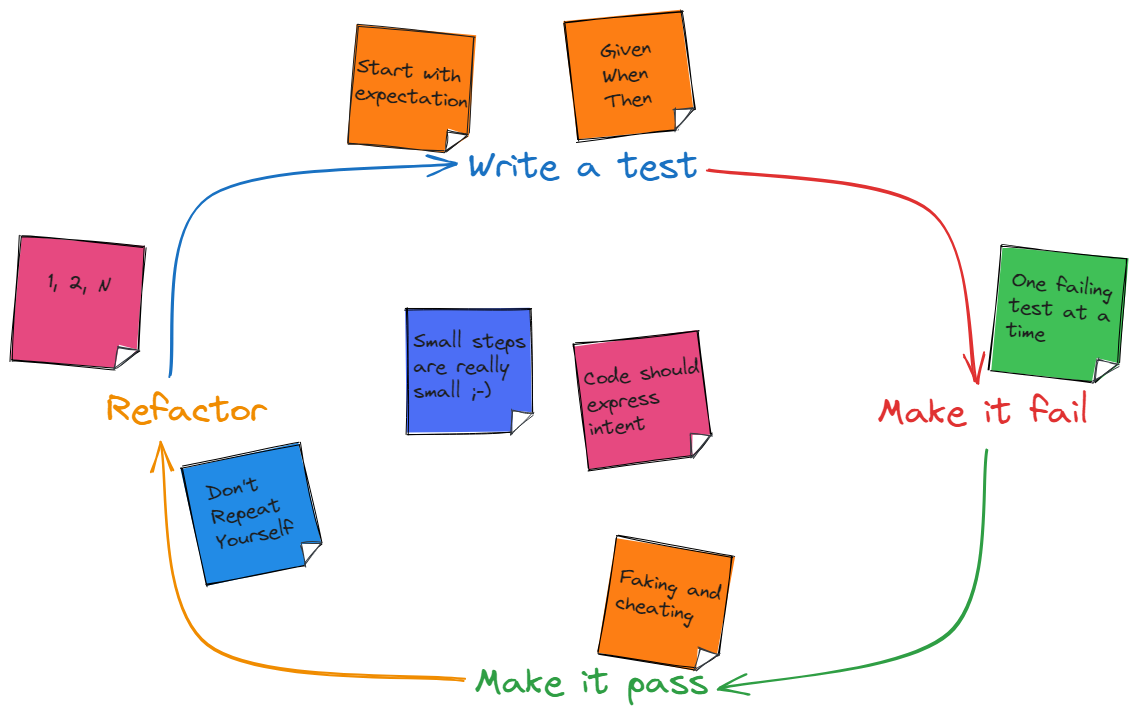 Start with
expectation
Given
When
Then
Write a test
1, 2, N
One failing
test at a
time
Small steps
are really
small ;-)
Code should
express
intent
Refactor
Make it fail
Don't
Repeat
Yourself
Faking and
cheating
Make it pass